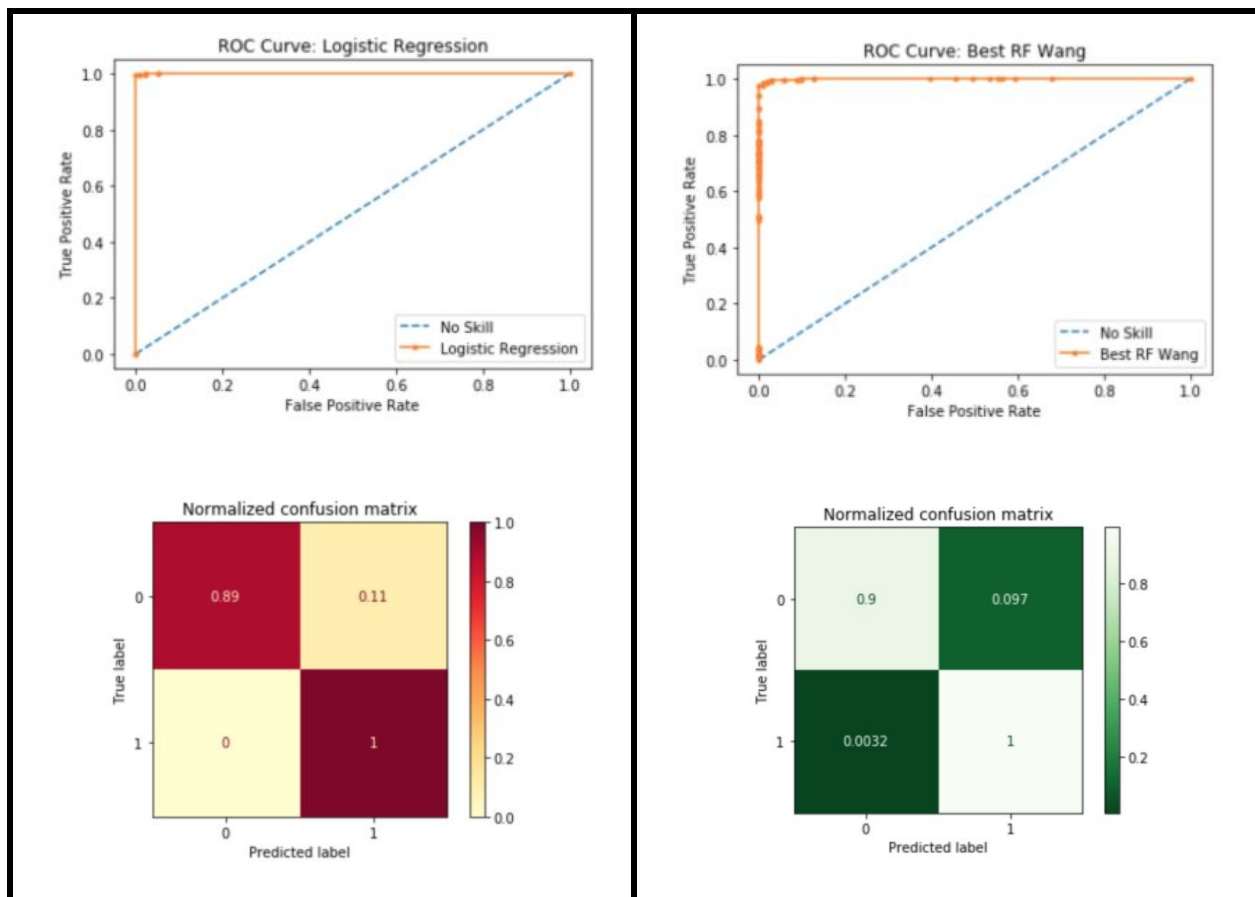 ROC Curve: Logistic Regression
1.0
0.8
0.6
0.4
0.2
0.0
True Positive Rate
No Skill
Logistic Regression
0.0 0.2 0.4 0.6 0.8 1.0
False Positive Rate
Normalized confusion matrix
0
1
True label
0.89 0.11
0 1
0 1
Predicted label
1.0
0.8
0.6
0.4
0.2
0.0
ROC Curve: Best RF Wang
1.0
0.8
0.6
0.4
0.2
0.0
True Positive Rate
No Skill
Best RF Wang
0.0 0.2 0.4 0.6 0.8 1.0
False Positive Rate
Normalized confusion matrix
0
1
True label
0.9 0.097
0.0032 1
0 1
Predicted label
0.8
0.6
0.4
0.2